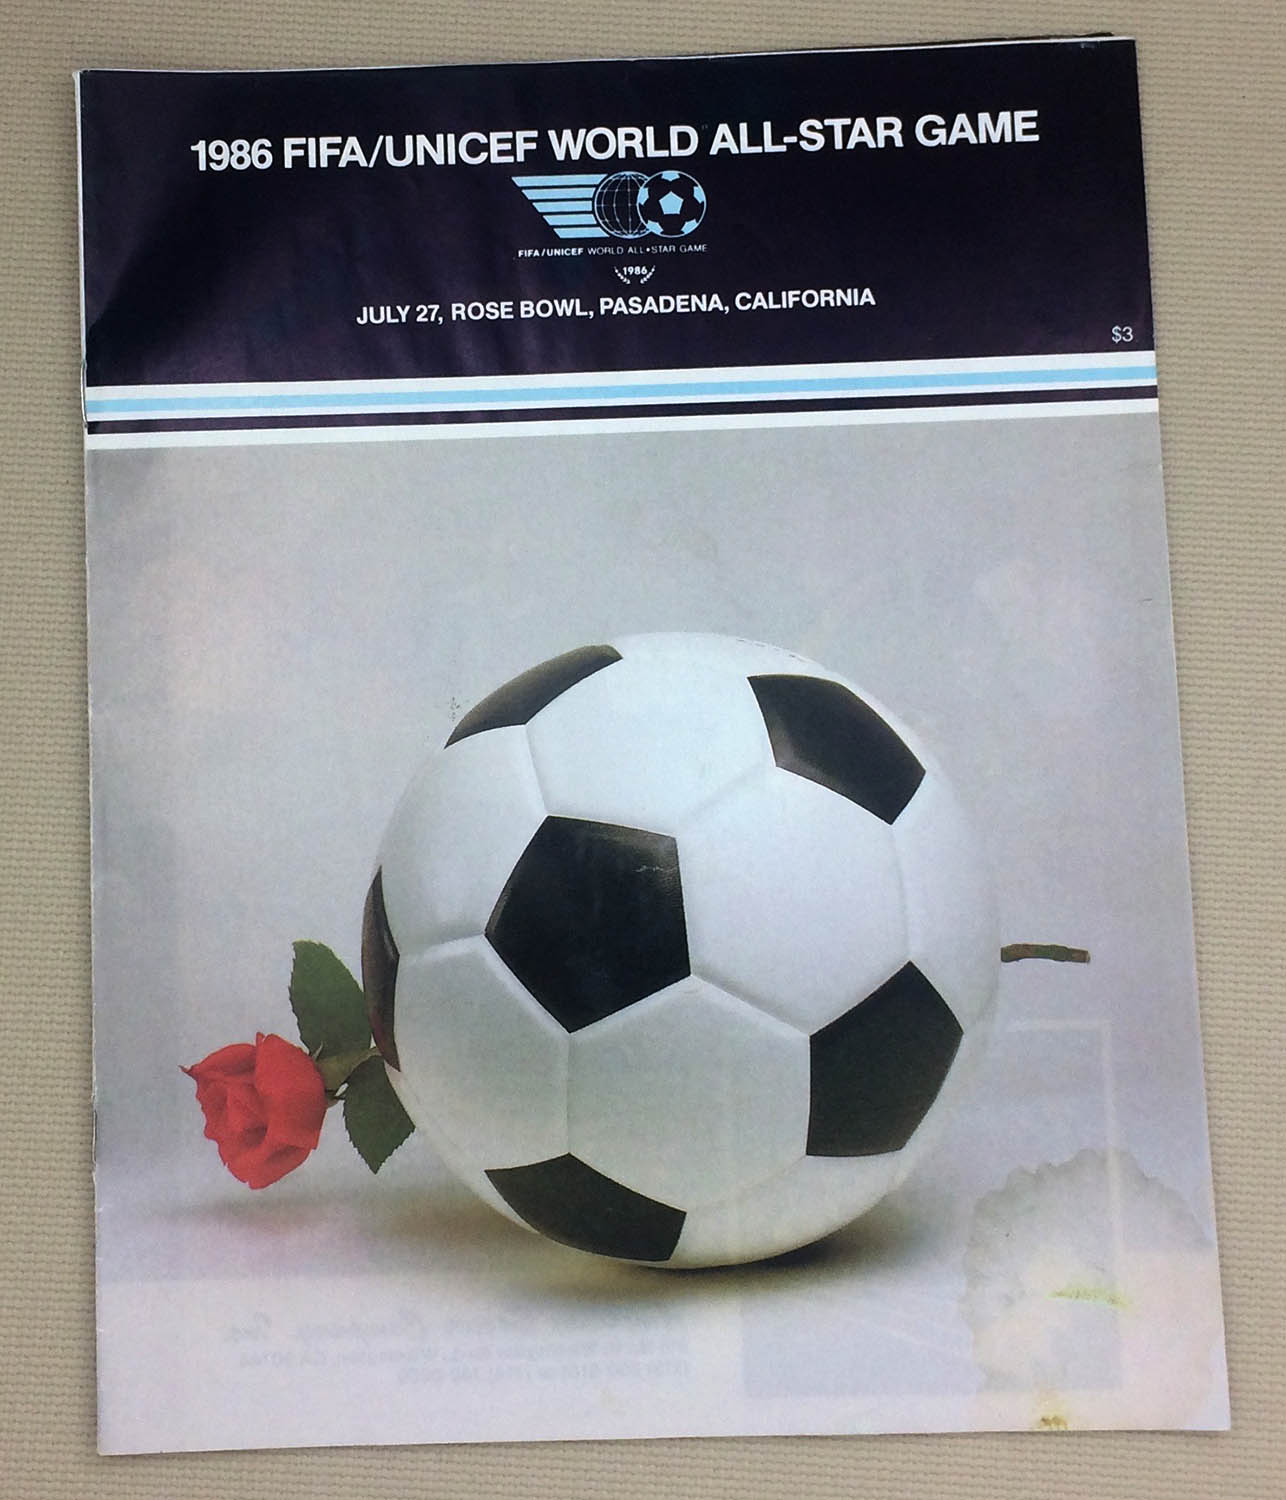 1986 FIFA/UNICEF WORLD ALL-STAR GAME
FIFA/UNICEF WORLD ALL•STAR GAME
1986
JULY 27, ROSE BOWL, PASADENA, CALIFORNIA
$3